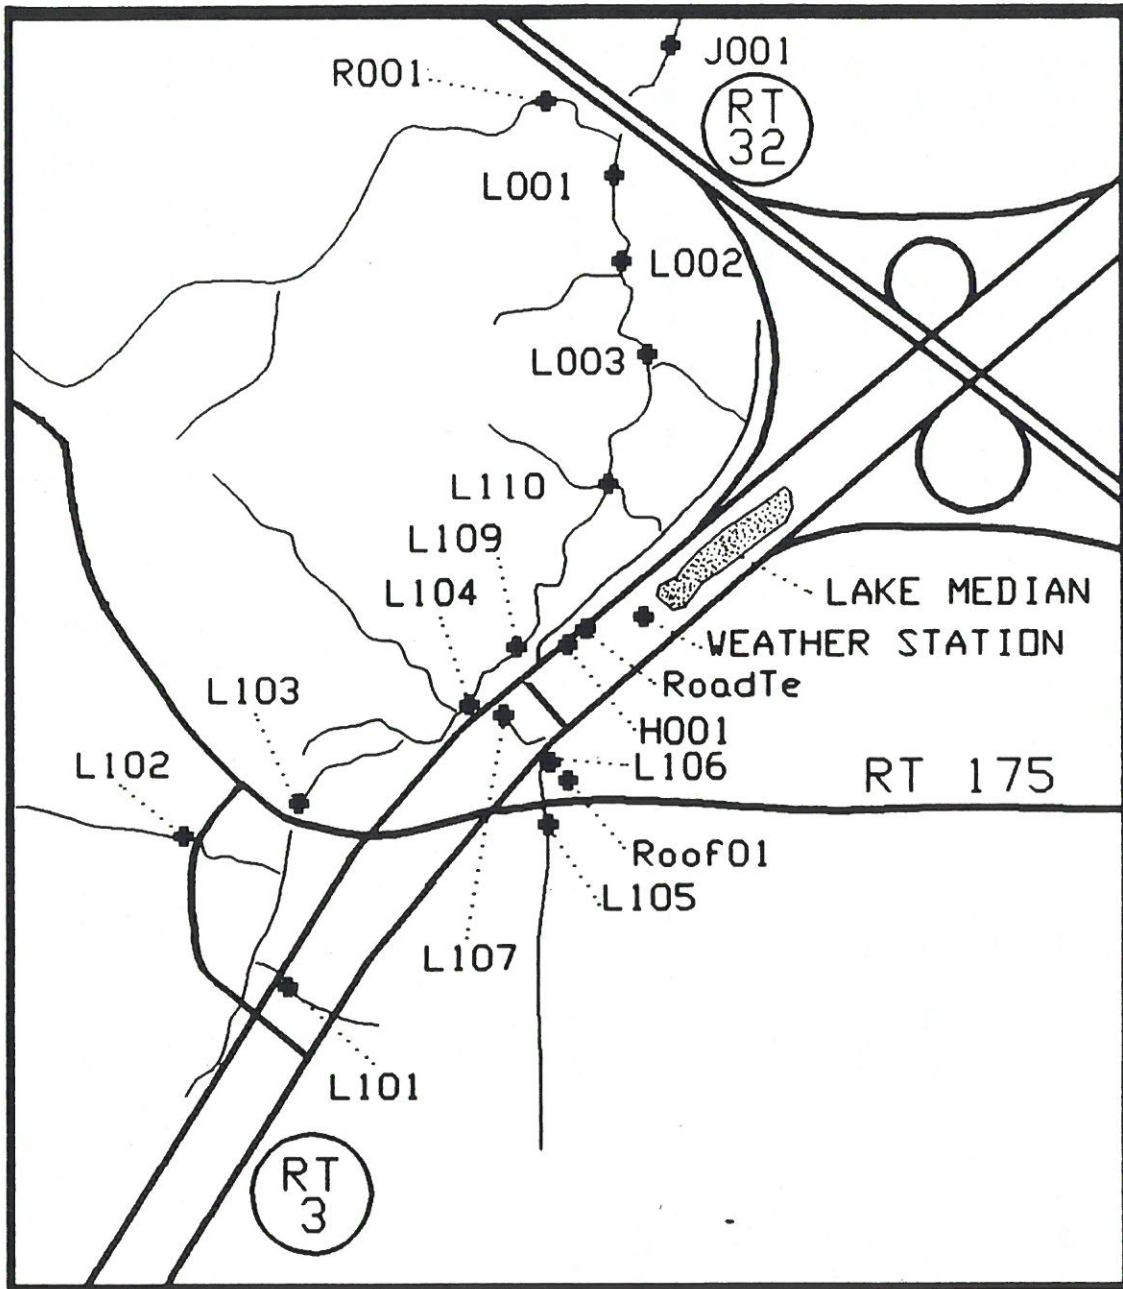 J001
R001
RT
32
L001
L002
L003
L110
L109
L104
LAKE MEDIAN
WEATHER STATION
RoadTe
L103
H001
L102
L106
RT 175
Roof01
L105
L107
L101
RT
3